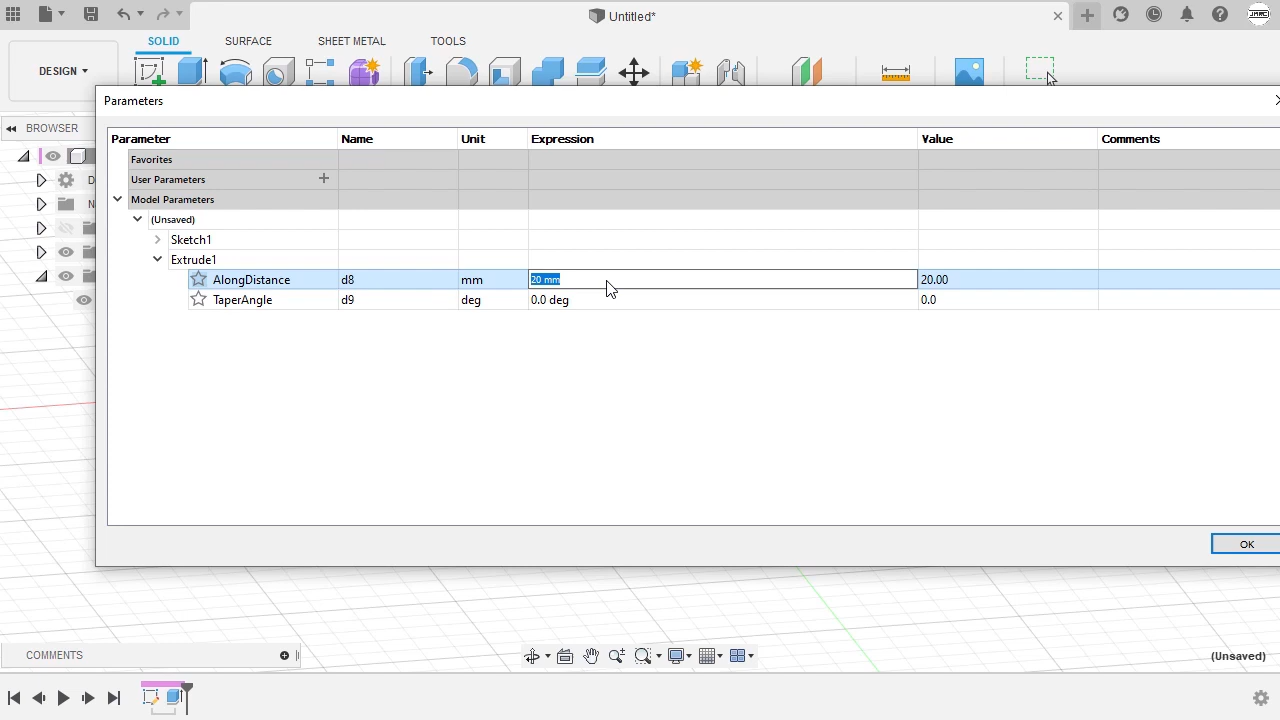 Untitled*
JMRC
DESIGN
SOLID SURFACE SHEET METAL TOOLS
Parameters
BROWSER
Parameter Name Unit Expression Value Comments
Favorites
User Parameters
Model Parameters
(Unsaved)
Sketch1
Extrude1
AlongDistance d8 mm 20 mm 20.00
TaperAngle d9 deg 0.0 deg 0.0
D
N
OK
COMMENTS
(Unsaved)